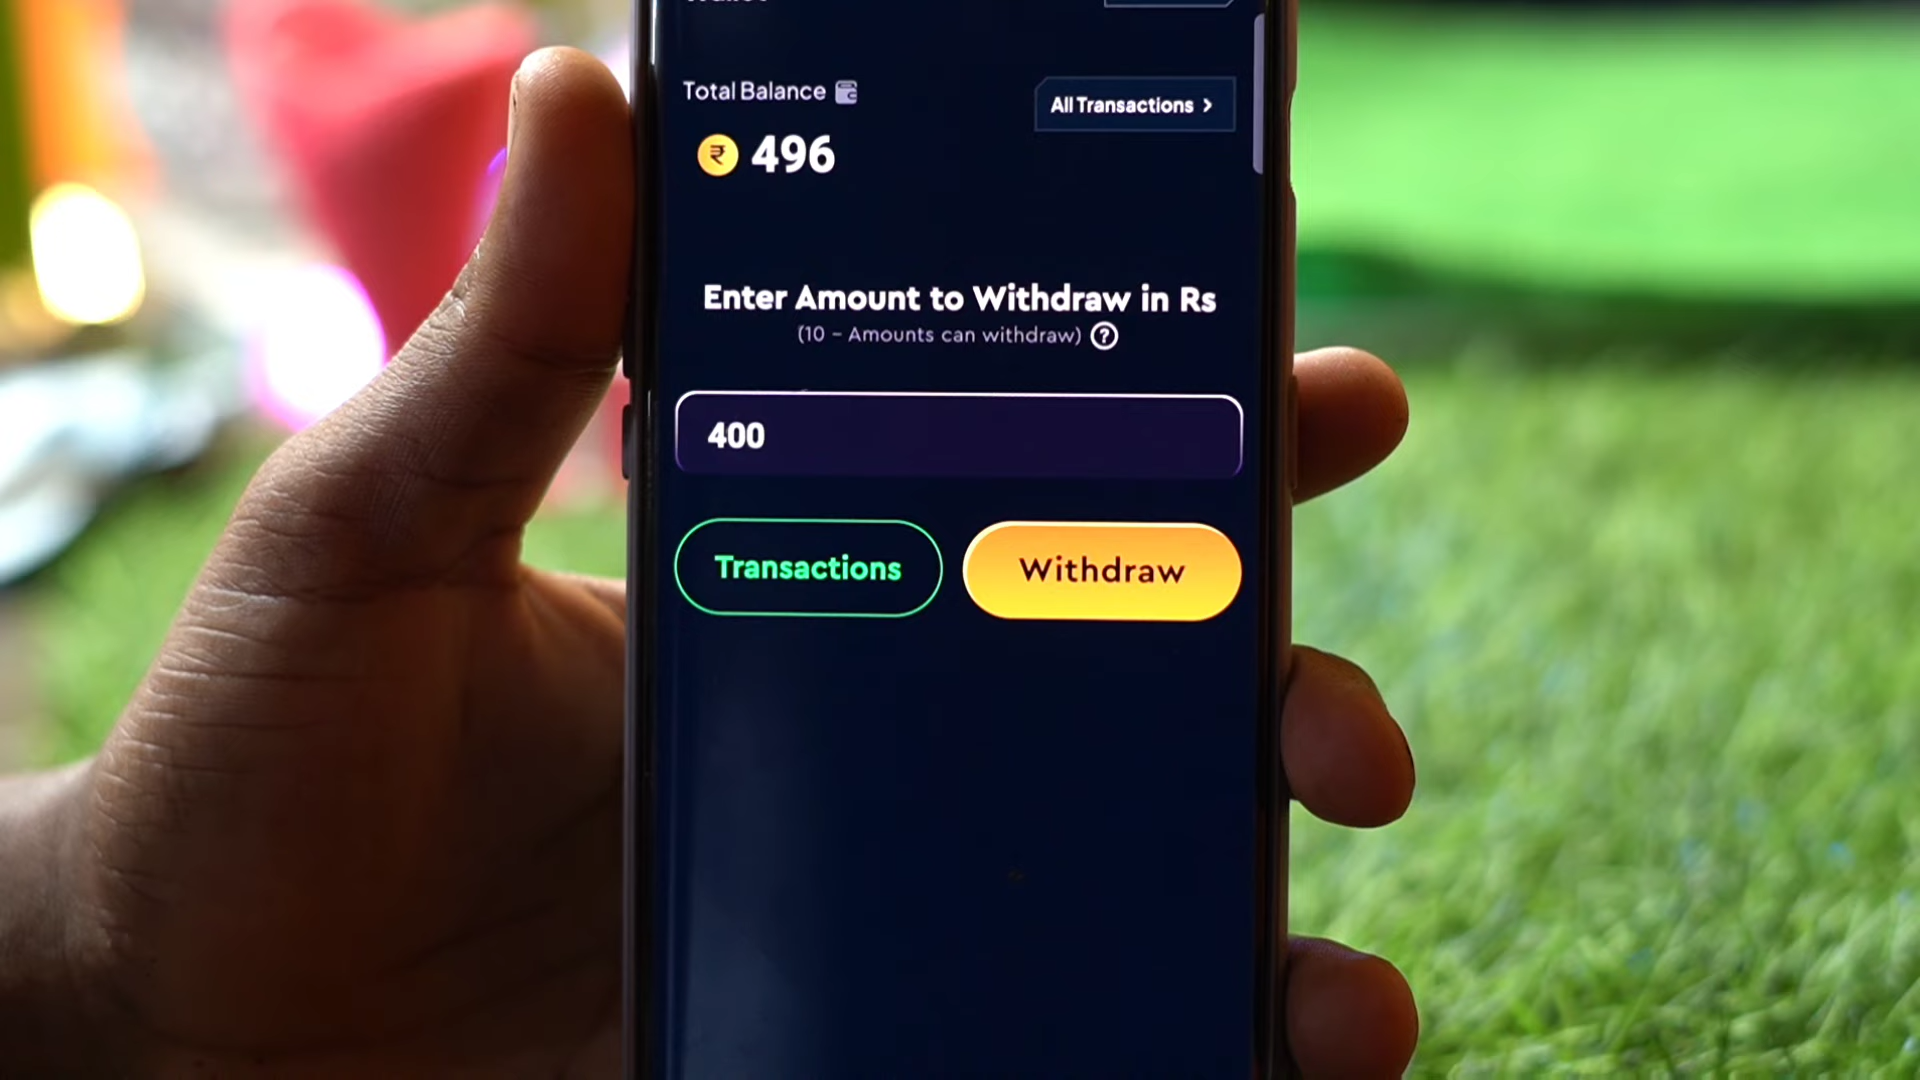 Total Balance
All Transactions >
₹ 496
Enter Amount to Withdraw in Rs
(10 - Amounts can withdraw) ?
400
Transactions
Withdraw